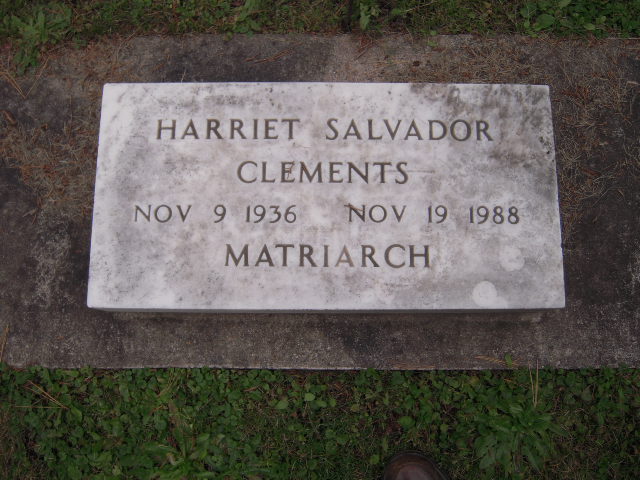 HARRIET SALVADOR
CLEMENTS
NOV 9 1936 NOV 19 1988
MATRIARCH